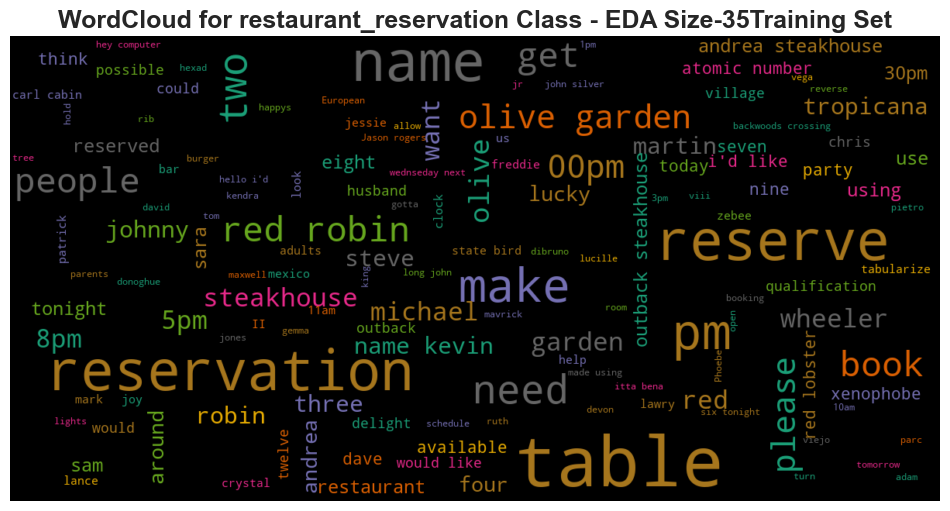 WordCloud for restaurant_reservation Class - EDA Size-35Training Set
hey computer
think
possible
hexad
two
name
get
lpm
andrea steakhouse
atomic number
30pm
carl cabin
could
hold
happys
European
jr
john silver
village
vega
reverse
tropicana
rib
jessie
allow
want
olive garden
backwoods crossing
reserved
Jason rogers
us
martin
seven
chris
tree
burger
bar
eight
freddie
00pm
today
i'd like
party
use
people
hello i'd
look
wednseday next
olive
lucky
nine
using
kendra
husband
clock
outback steakhouse
3pm
viii
pietro
david
tom
gotta
johnny
sara
red robin
reserve
zebee
patrick
adults
steve
state bird
dibruno
lucille
parents
donoghue
maxwell
mexico
king
long john
make
tabularize
steakhouse
room
booking
qualification
tonight
5pm
II
11am
michael
mavrick
open
8pm
jones
gemma
outback
garden
pm
wheeler
name kevin
help
reservation
made using
Phoebe
book
need
itta bena
please
red lobster
xenophobe
mark
joy
robin
three
devon
lawry
red
10am
lights
would
around
delight
schedule
ruth
six tonight
viejo
parc
sam
twelve
andrea
available
table
lance
dave
would like
tomorrow
crystal
restaurant
four
turn
adam